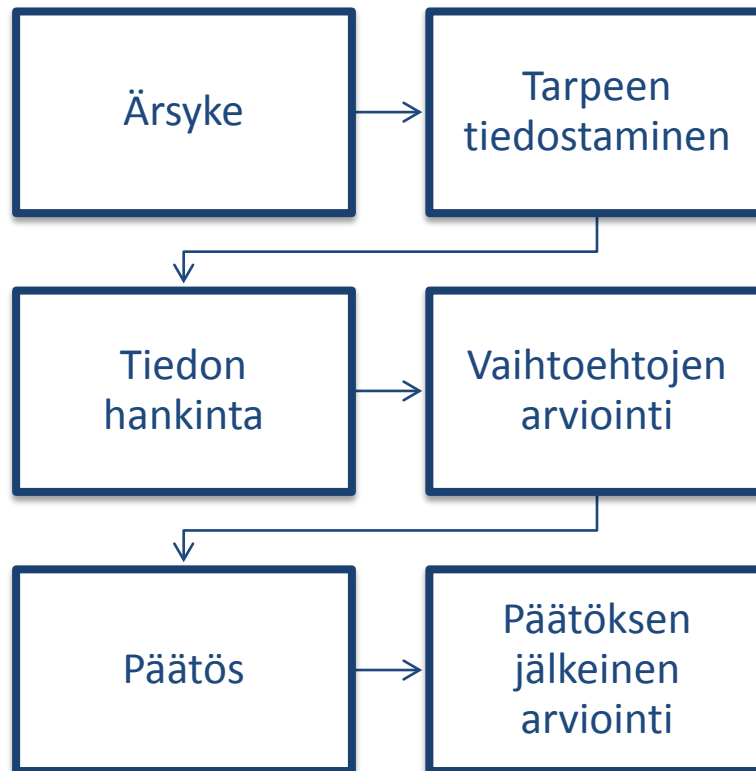 Ärsyke
Tarpeen
tiedostaminen
Tiedon
hankinta
Vaihtoehtojen
arviointi
Päätös
Päätöksen
jälkeinen
arviointi